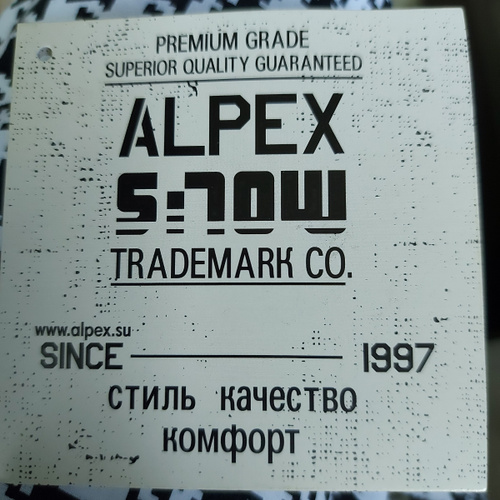 PREMIUM GRADE
SUPERIOR QUALITY GUARANTEED
ALPEX
SNOW
TRADEMARK CO.
www.alpex.su
SINCE 1997
стиль качество
комфорт